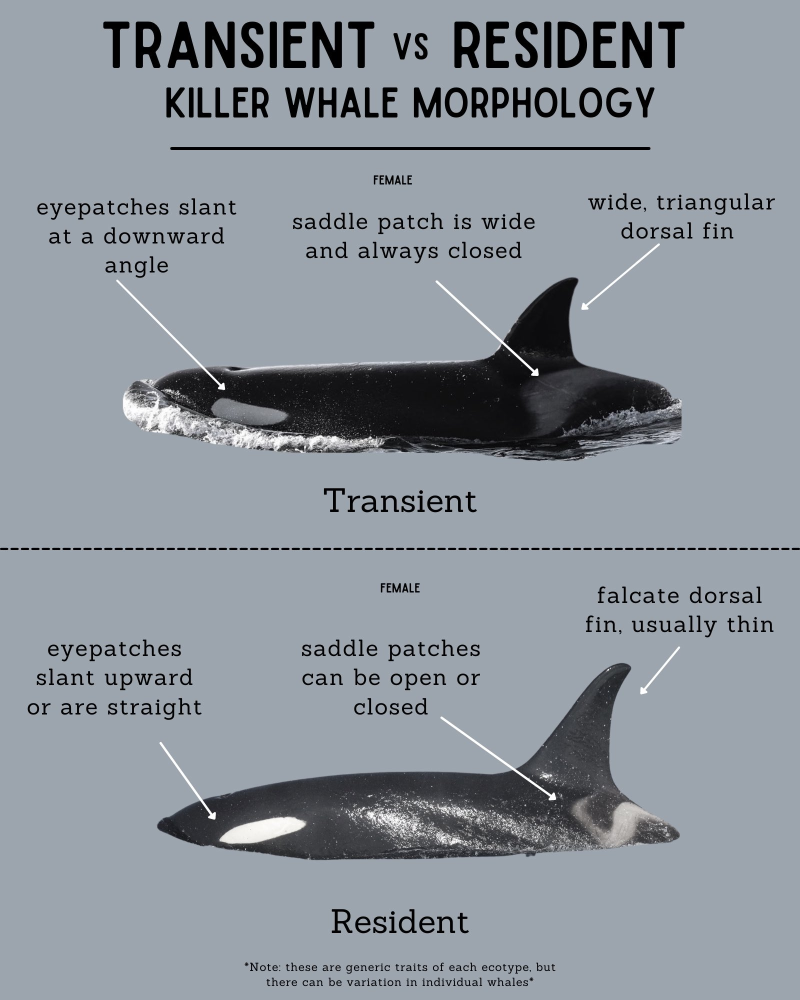 TRANSIENT VS RESIDENT
KILLER WHALE MORPHOLOGY
FEMALE
eyepatches slant
at a downward
angle
saddle patch is wide
and always closed
wide, triangular
dorsal fin
Transient
FEMALE
eyepatches
slant upward
or are straight
saddle patches
can be open or
closed
falcate dorsal
fin, usually thin
Resident
*Note: these are generic traits of each ecotype, but
there can be variation in individual whales*